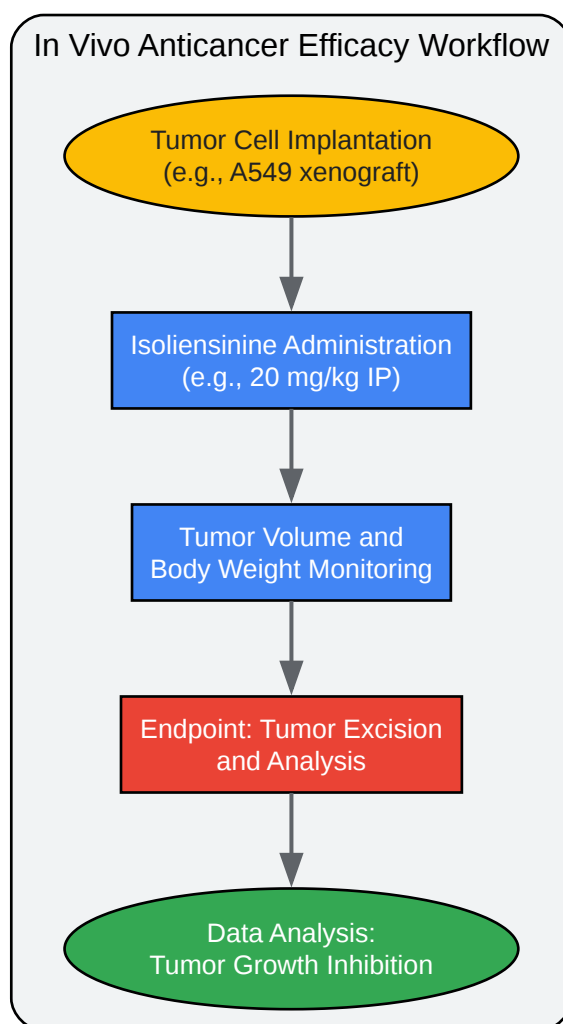 In Vivo Anticancer Efficacy Workflow
Tumor Cell Implantation
(e.g., A549 xenograft)
Isoliensinine Administration
(e.g., 20 mg/kg IP)
Tumor Volume and
Body Weight Monitoring
Endpoint: Tumor Excision
and Analysis
Data Analysis:
Tumor Growth Inhibition